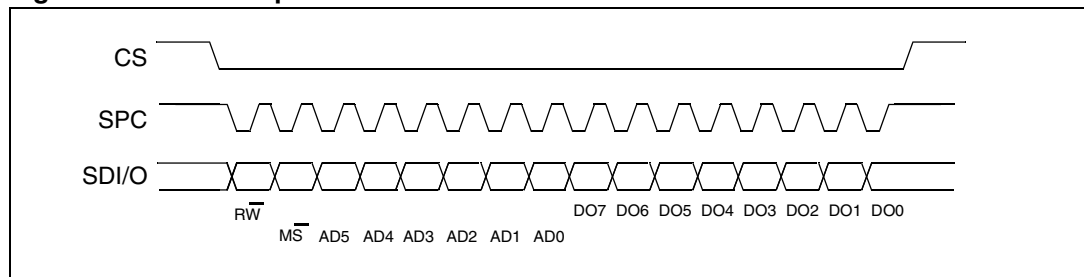 CS
SPC
SDI/O
RW
DO7 DO6 DO5 DO4 DO3 DO2 DO1 DO0
MS AD5 AD4 AD3 AD2 AD1 AD0